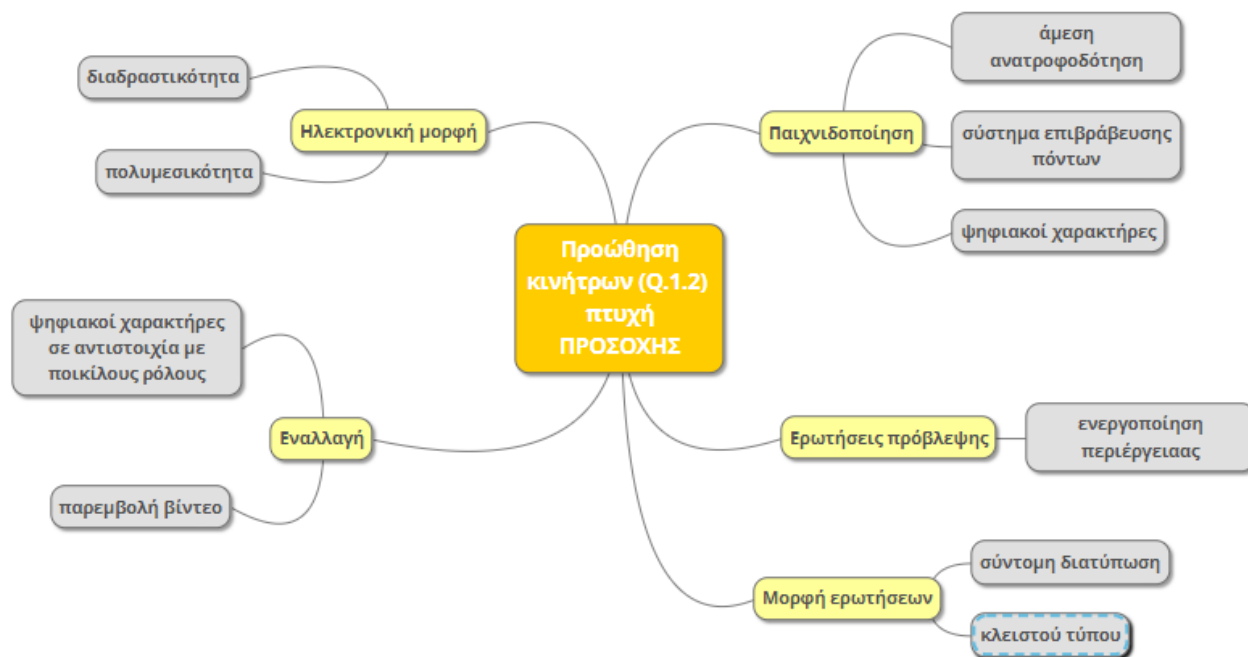 διαδραστικότητα
Ηλεκτρονική μορφή
πολυμεσικότητα
άμεση
ανατροφοδότηση
Παιχνιδοποίηση
σύστημα επιβράβευσης
πόντων
ψηφιακοί χαρακτήρες
Προώθηση
κινήτρων (Q.1.2)
πτυχή
ΠΡΟΣΟΧΗΣ
ψηφιακοί χαρακτήρες
σε αντιστοιχία με
ποικίλους ρόλους
Εναλλαγή
παρεμβολή βίντεο
Ερωτήσεις πρόβλεψης
ενεργοποίηση
περιέργειαας
Μορφή ερωτήσεων
σύντομη διατύπωση
κλειστού τύπου